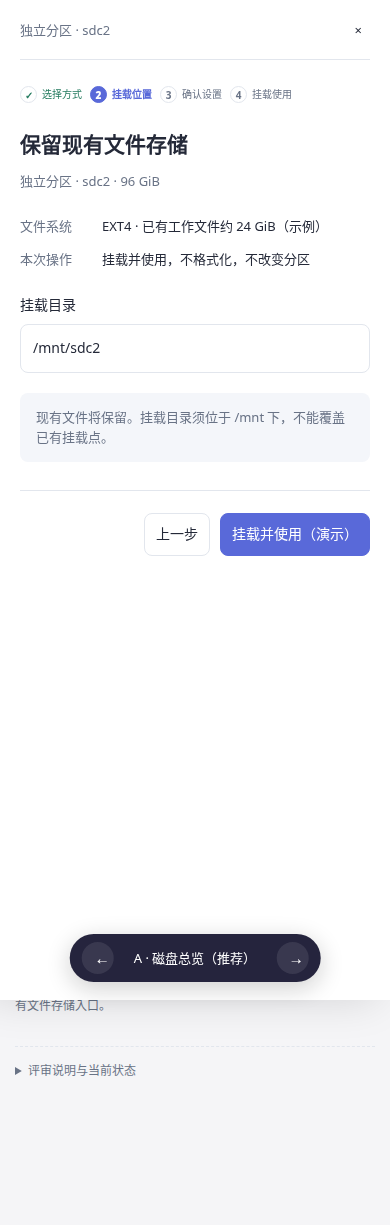 独立分区 · sdc2 ×
✓ 选择方式 2 挂载位置 3 确认设置 4 挂载使用
保留现有文件存储
独立分区 · sdc2 · 96 GiB
文件系统 EXT4 · 已有工作文件约 24 GiB（示例）
本次操作 挂载并使用，不格式化，不改变分区
挂载目录
/mnt/sdc2
现有文件将保留。挂载目录须位于 /mnt 下，不能覆盖
已有挂载点。
上一步 挂载并使用（演示）
← A · 磁盘总览（推荐） →
有文件存储入口。
▶ 评审说明与当前状态